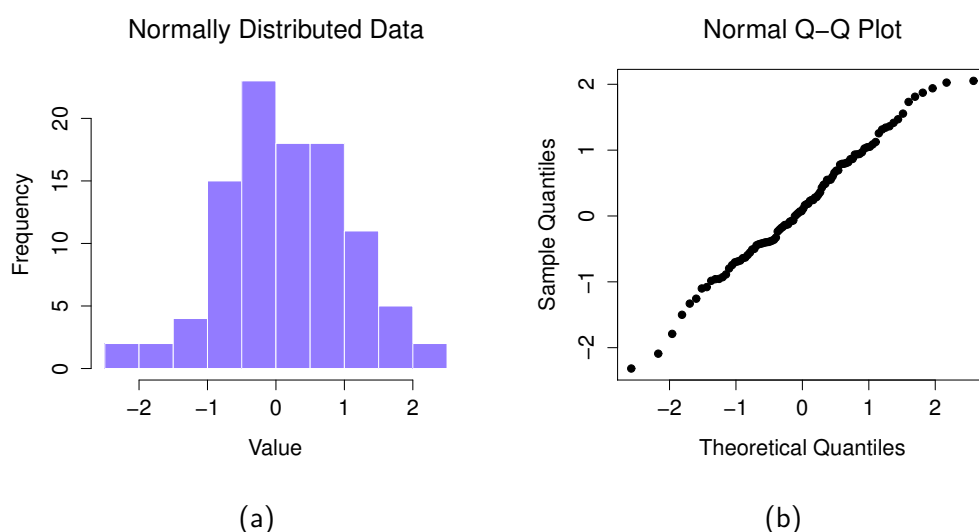 Normally Distributed Data
Frequency
20
15
10
5
0
−2 −1 0 1 2
Value
(a)
Normal Q−Q Plot
Sample Quantiles
2
1
0
−1
−2
−2 −1 0 1 2
Theoretical Quantiles
(b)